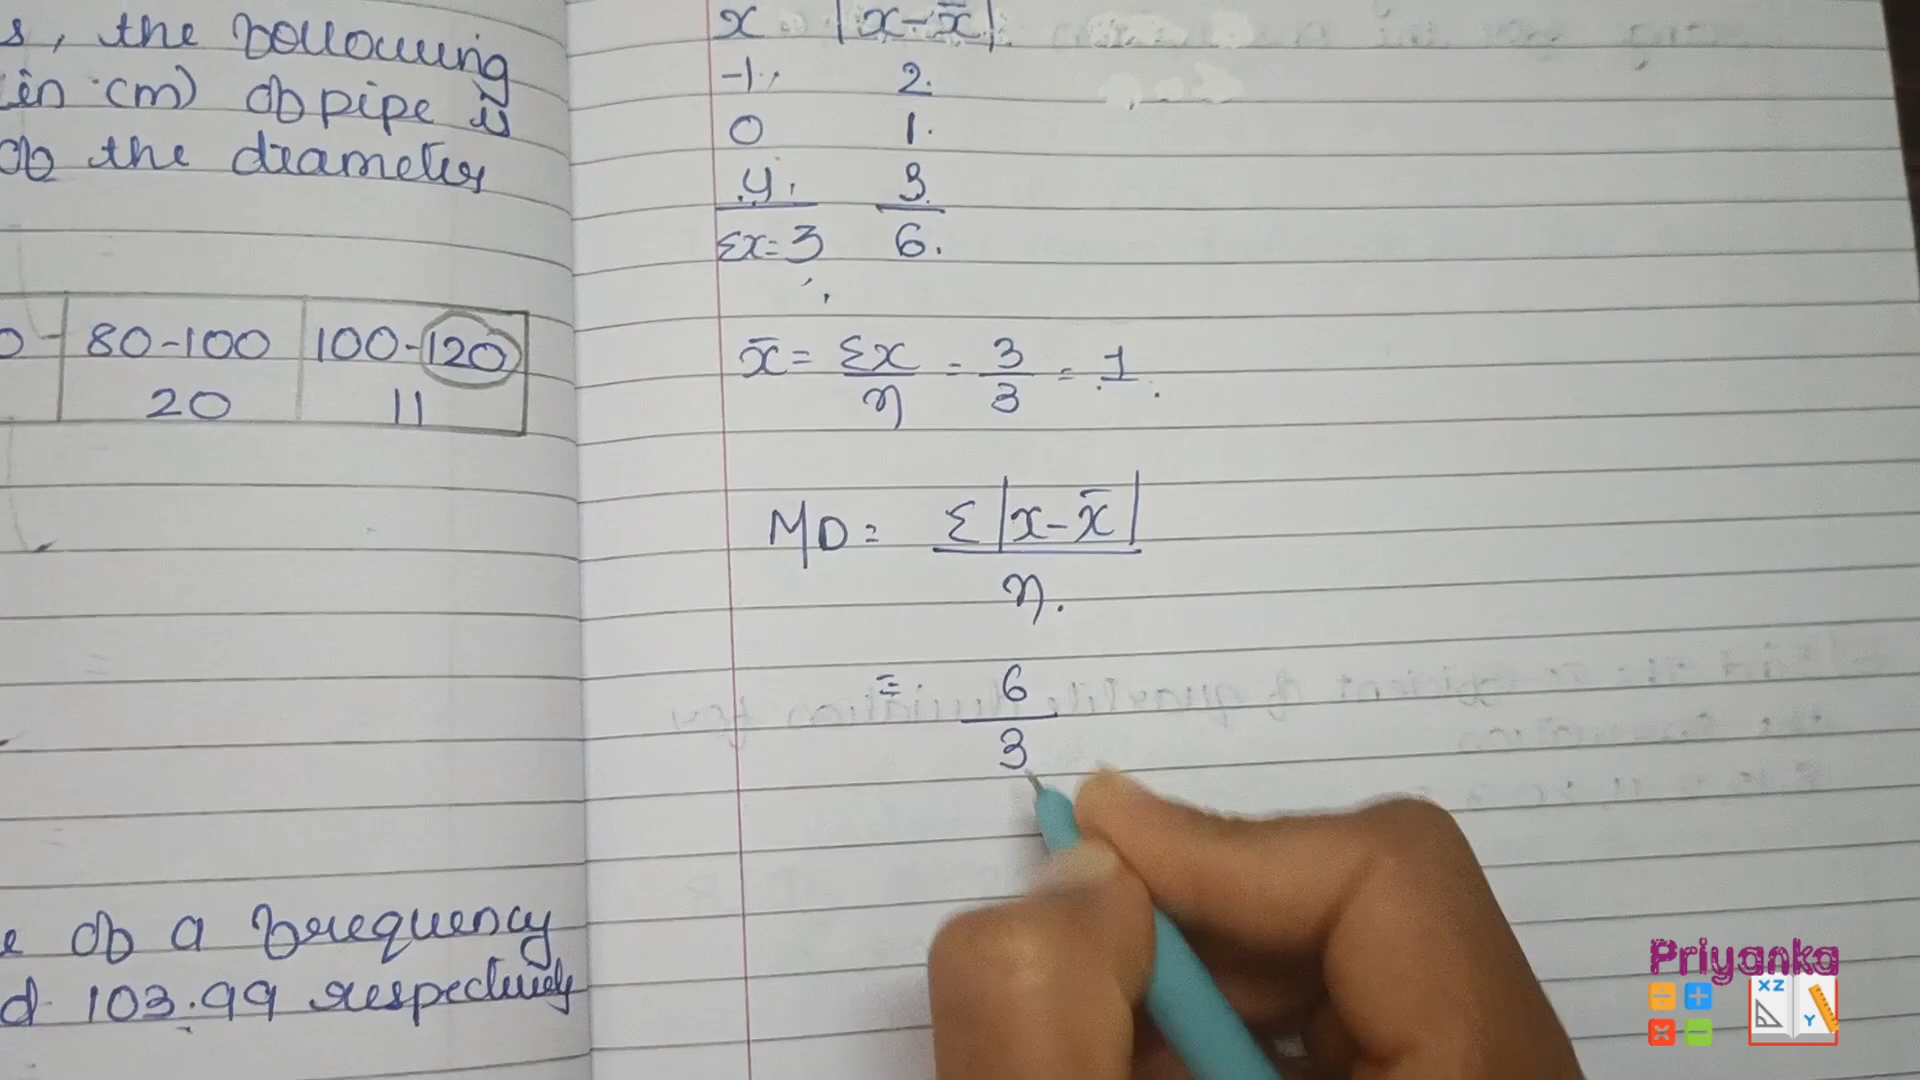 s, the following
(in cm) of pipe is
of the diameter
80-100 100-120
20 11
e of a frequency
d 103.99 respectively
x |x-x̄|
-1 2.
0 1.
4 3
Σx=3 6.
x̄ = Σx/n = 3/3 = 1.
MD = Σ|x-x̄|
n.
= 6
3
Priyanka
XZ
Y